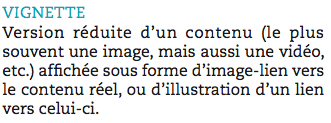 VIGNETTE
Version réduite d’un contenu (le plus
souvent une image, mais aussi une vidéo,
etc.) affichée sous forme d’image-lien vers
le contenu réel, ou d’illustration d’un lien
vers celui-ci.